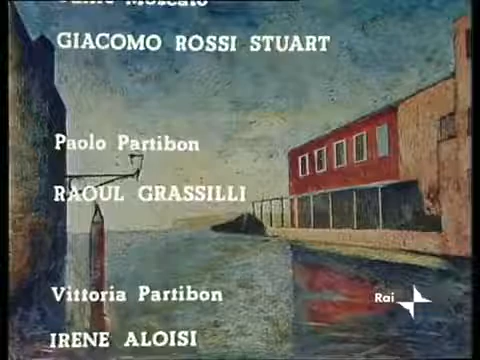 GIACOMO ROSSI STUART
Paolo Partibon
RAOUL GRASSILLI
Vittoria Partibon
IRENE ALOISI
Rai